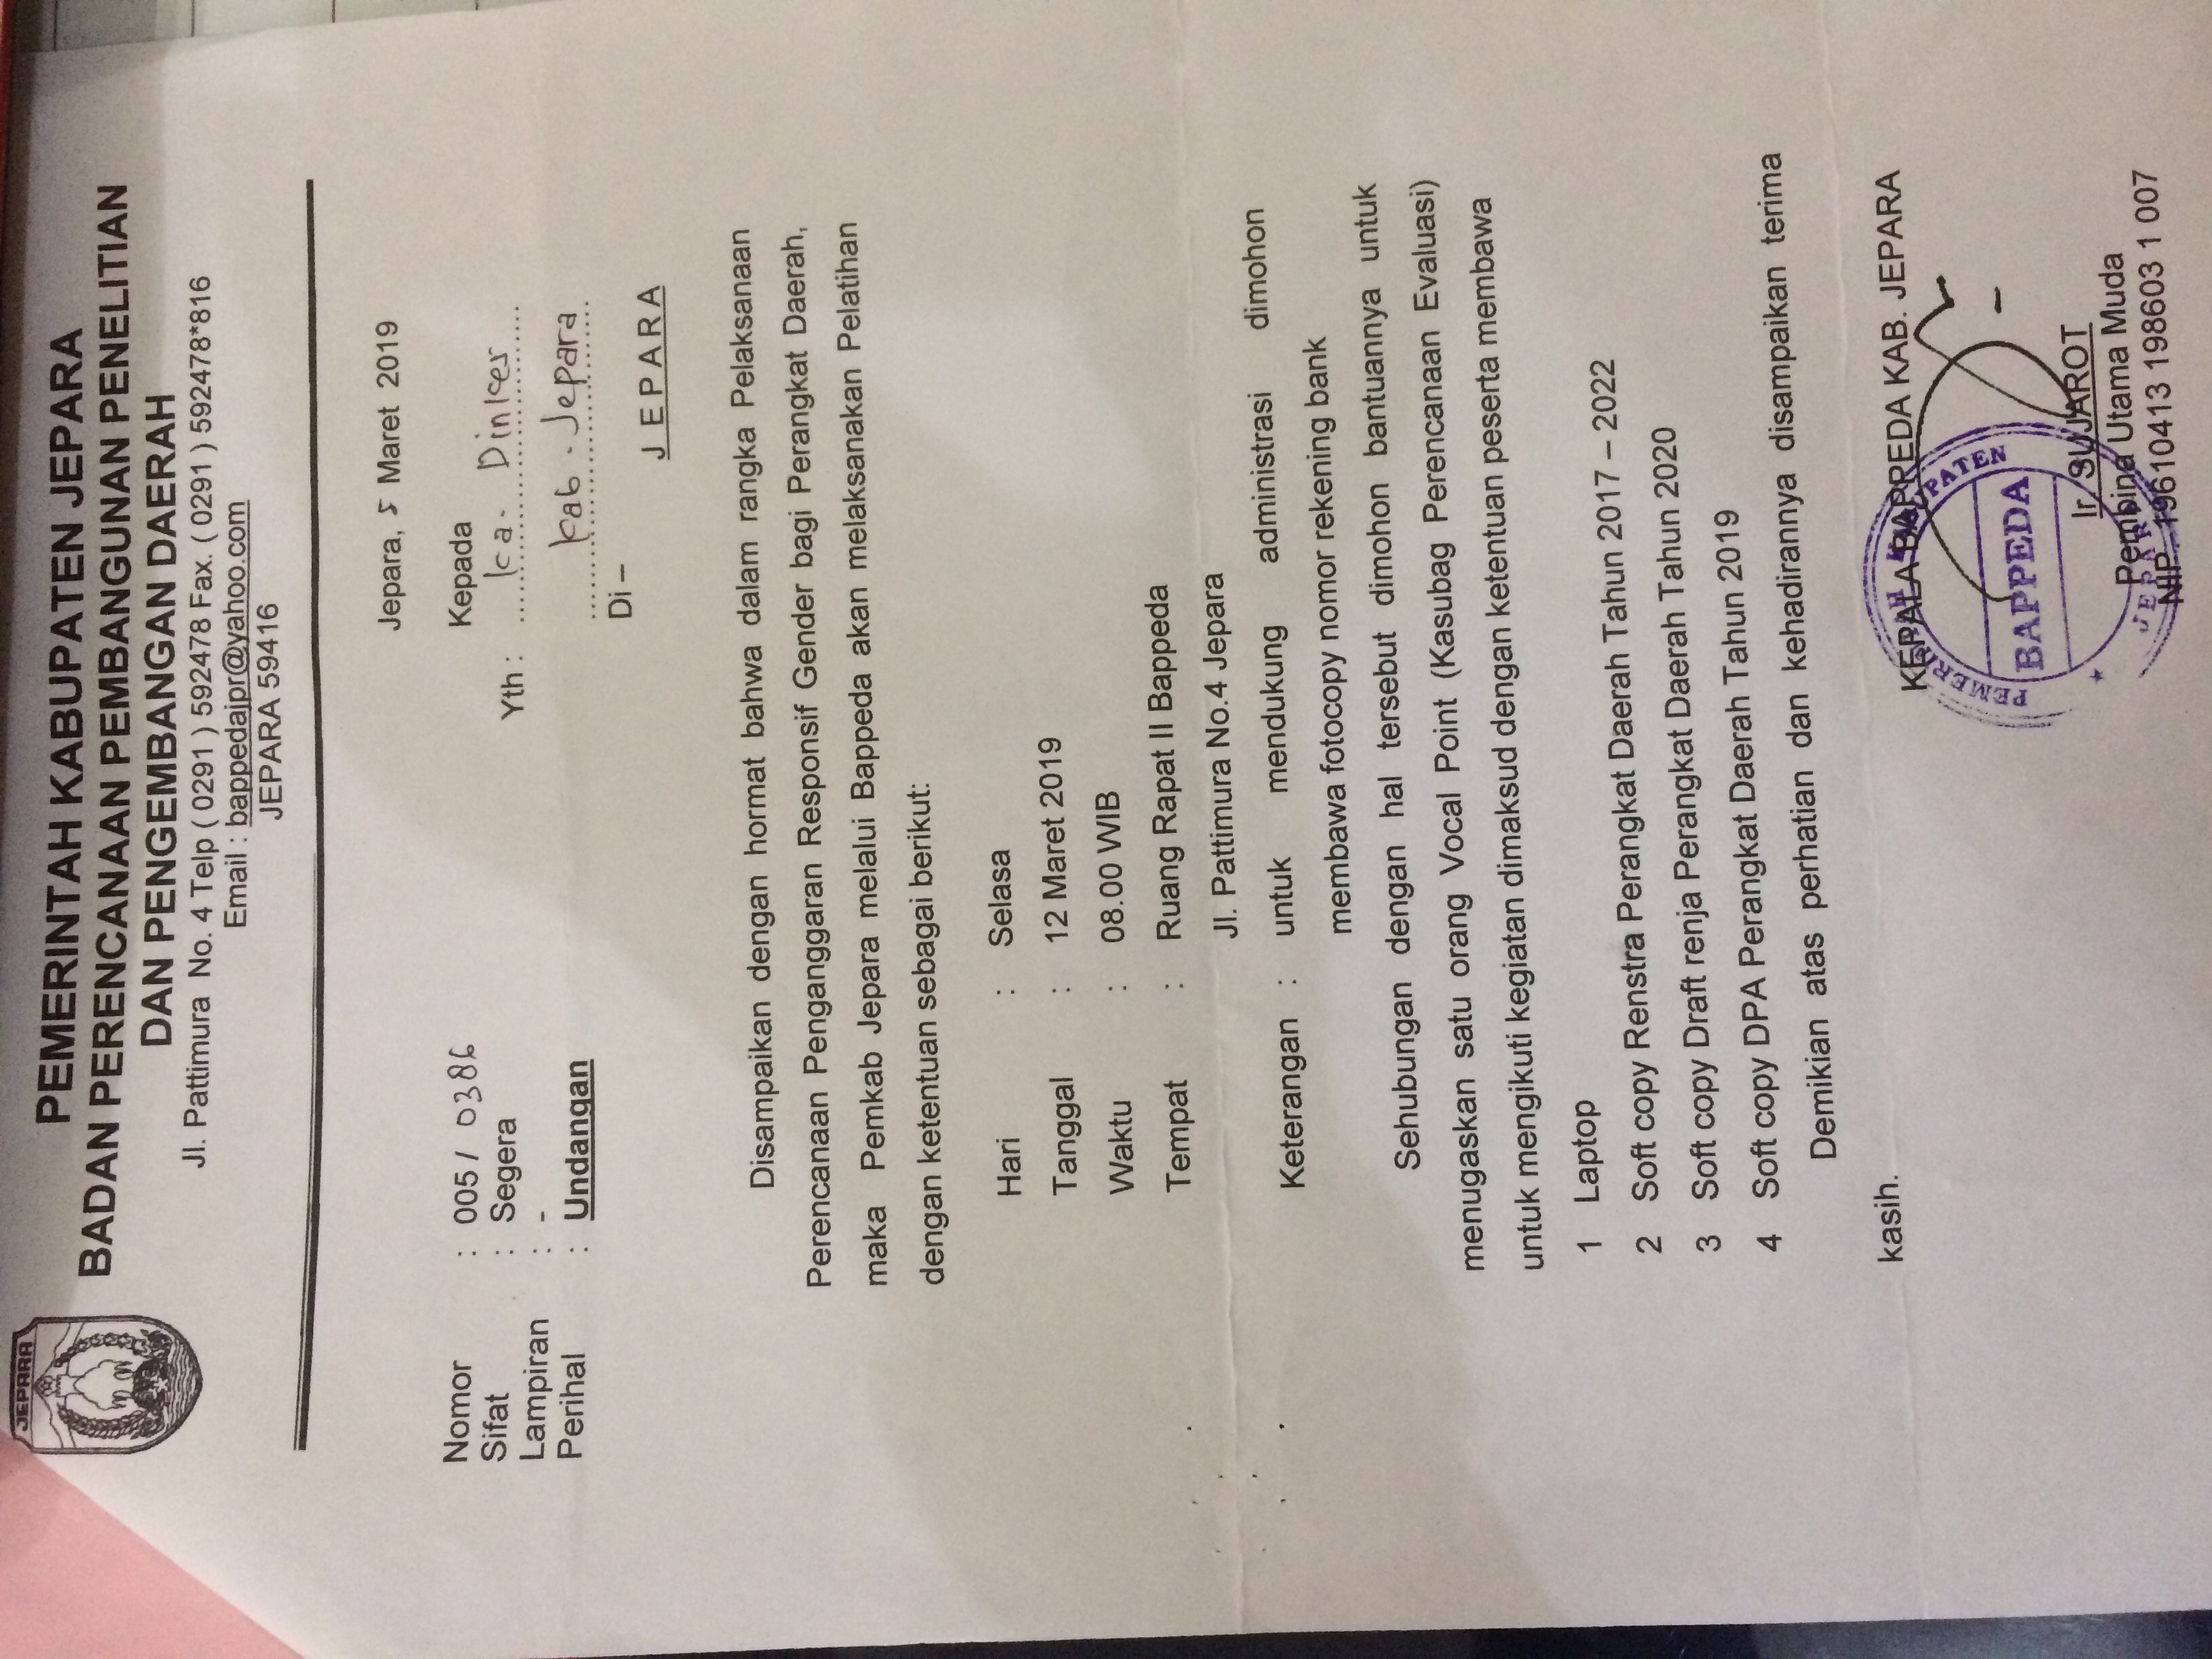 JEPARA
PEMERINTAH KABUPATEN JEPARA
BADAN PERENCANAAN PEMBANGUNAN PENELITIAN
DAN PENGEMBANGAN DAERAH
Jl. Pattimura No. 4 Telp ( 0291 ) 592478 Fax. ( 0291 ) 592478*816
Email : bappedajpr@yahoo.com
JEPARA 59416
Jepara, 5 Maret 2019
Nomor : 005 / 0386
Sifat : Segera
Lampiran : -
Perihal : Undangan
Kepada
Yth : Ka. Dinkes
Kab. Jepara
Di –
J E P A R A
Disampaikan dengan hormat bahwa dalam rangka Pelaksanaan
Perencanaan Penganggaran Responsif Gender bagi Perangkat Daerah,
maka Pemkab Jepara melalui Bappeda akan melaksanakan Pelatihan
dengan ketentuan sebagai berikut:
Hari : Selasa
Tanggal : 12 Maret 2019
Waktu : 08.00 WIB
Tempat : Ruang Rapat II Bappeda
Jl. Pattimura No.4 Jepara
Keterangan : untuk mendukung administrasi dimohon
membawa fotocopy nomor rekening bank
Sehubungan dengan hal tersebut dimohon bantuannya untuk
menugaskan satu orang Vocal Point (Kasubag Perencanaan Evaluasi)
untuk mengikuti kegiatan dimaksud dengan ketentuan peserta membawa
1 Laptop
2 Soft copy Renstra Perangkat Daerah Tahun 2017 – 2022
3 Soft copy Draft renja Perangkat Daerah Tahun 2020
4 Soft copy DPA Perangkat Daerah Tahun 2019
Demikian atas perhatian dan kehadirannya disampaikan terima
kasih.
KEPALA BAPPEDA KAB. JEPARA
PEMERINTAH KABUPATEN
BAPPEDA
JEPARA
Ir. SUJAROT
Pembina Utama Muda
NIP. 19610413 198603 1 007